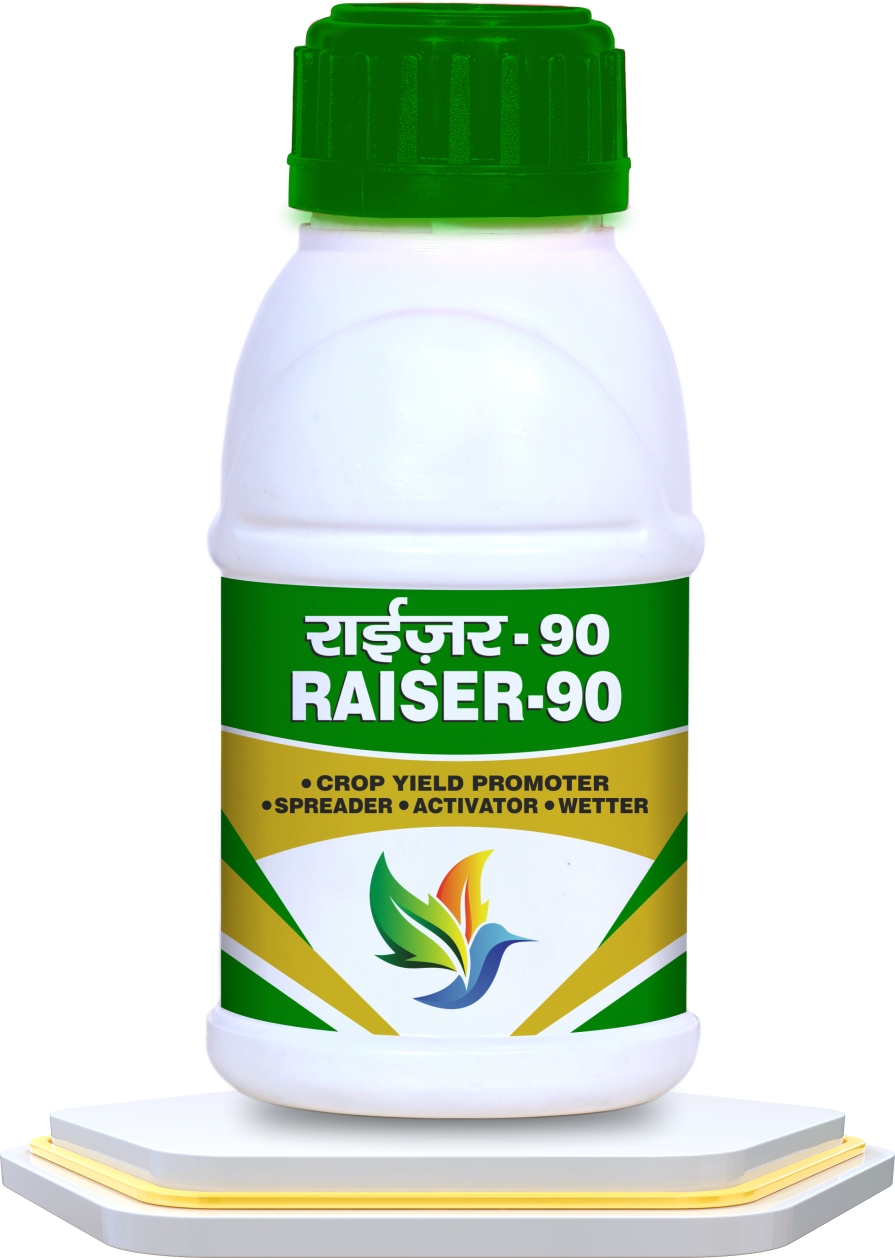 राईज़र - 90
RAISER-90
• CROP YIELD PROMOTER
• SPREADER • ACTIVATOR • WETTER